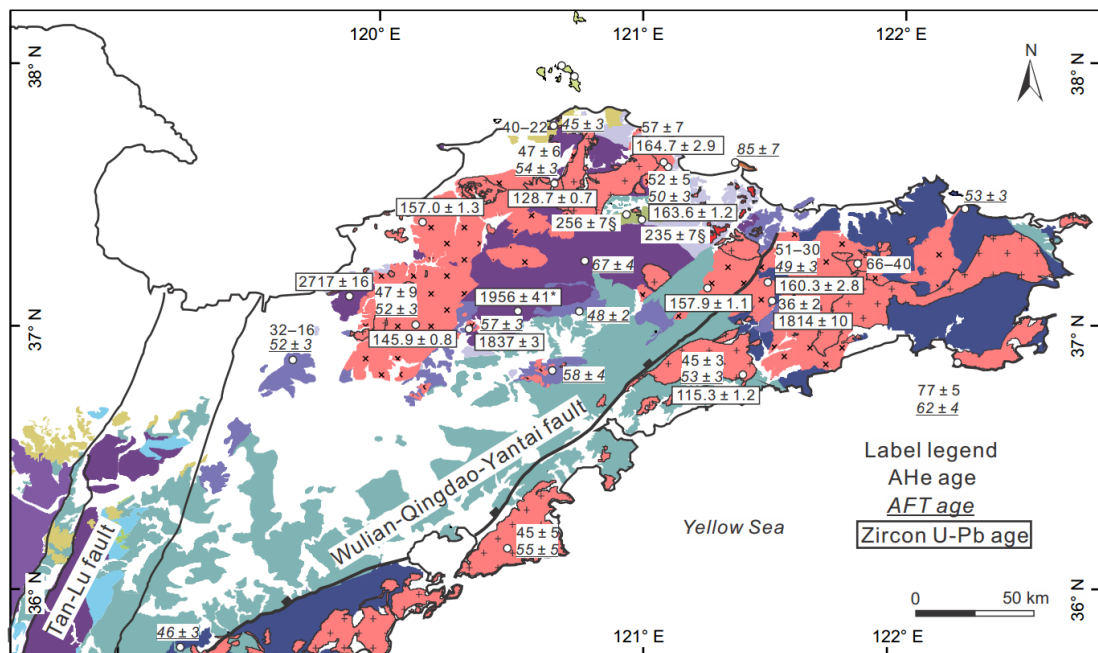 120° E
121° E
122° E
38° N
38° N
N
40–22
45 ± 3
57 ± 7
47 ± 6
54 ± 3
164.7 ± 2.9
85 ± 7
52 ± 5
50 ± 3
128.7 ± 0.7
157.0 ± 1.3
163.6 ± 1.2
256 ± 7§
235 ± 7§
53 ± 3
51–30
49 ± 3
66–40
67 ± 4
2717 ± 16
47 ± 9
52 ± 3
1956 ± 41*
157.9 ± 1.1
160.3 ± 2.8
36 ± 2
1814 ± 10
57 ± 3
48 ± 2
37° N
37° N
32–16
52 ± 3
145.9 ± 0.8
1837 ± 3
58 ± 4
45 ± 3
53 ± 3
115.3 ± 1.2
77 ± 5
62 ± 4
Wulian-Qingdao-Yantai fault
Label legend
AHe age
AFT age
Zircon U-Pb age
Yellow Sea
45 ± 5
55 ± 5
Tan-Lu fault
36° N
36° N
0
50 km
46 ± 3
120° E
121° E
122° E